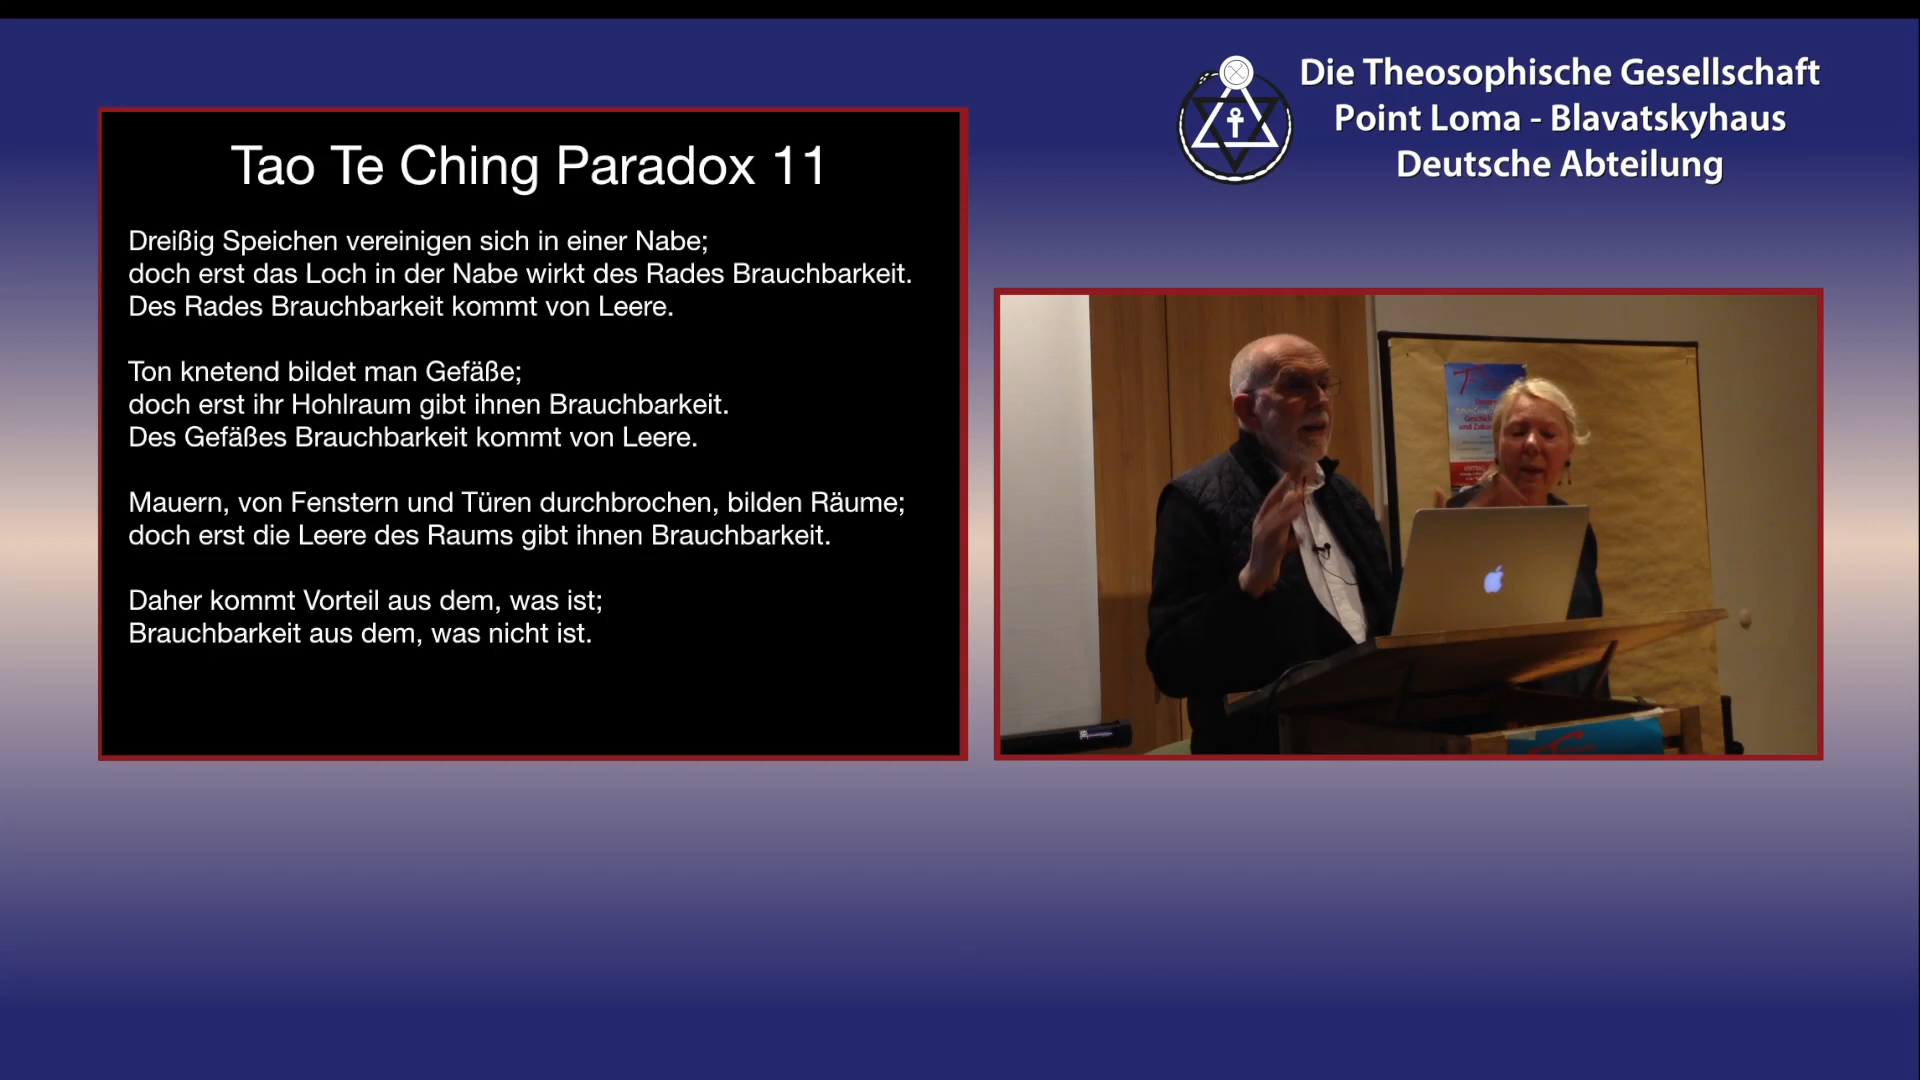 Die Theosophische Gesellschaft
Point Loma - Blavatskyhaus
Deutsche Abteilung
Tao Te Ching Paradox 11
Dreißig Speichen vereinigen sich in einer Nabe;
doch erst das Loch in der Nabe wirkt des Rades Brauchbarkeit.
Des Rades Brauchbarkeit kommt von Leere.
Ton knetend bildet man Gefäße;
doch erst ihr Hohlraum gibt ihnen Brauchbarkeit.
Des Gefäßes Brauchbarkeit kommt von Leere.
Mauern, von Fenstern und Türen durchbrochen, bilden Räume;
doch erst die Leere des Raums gibt ihnen Brauchbarkeit.
Daher kommt Vorteil aus dem, was ist;
Brauchbarkeit aus dem, was nicht ist.